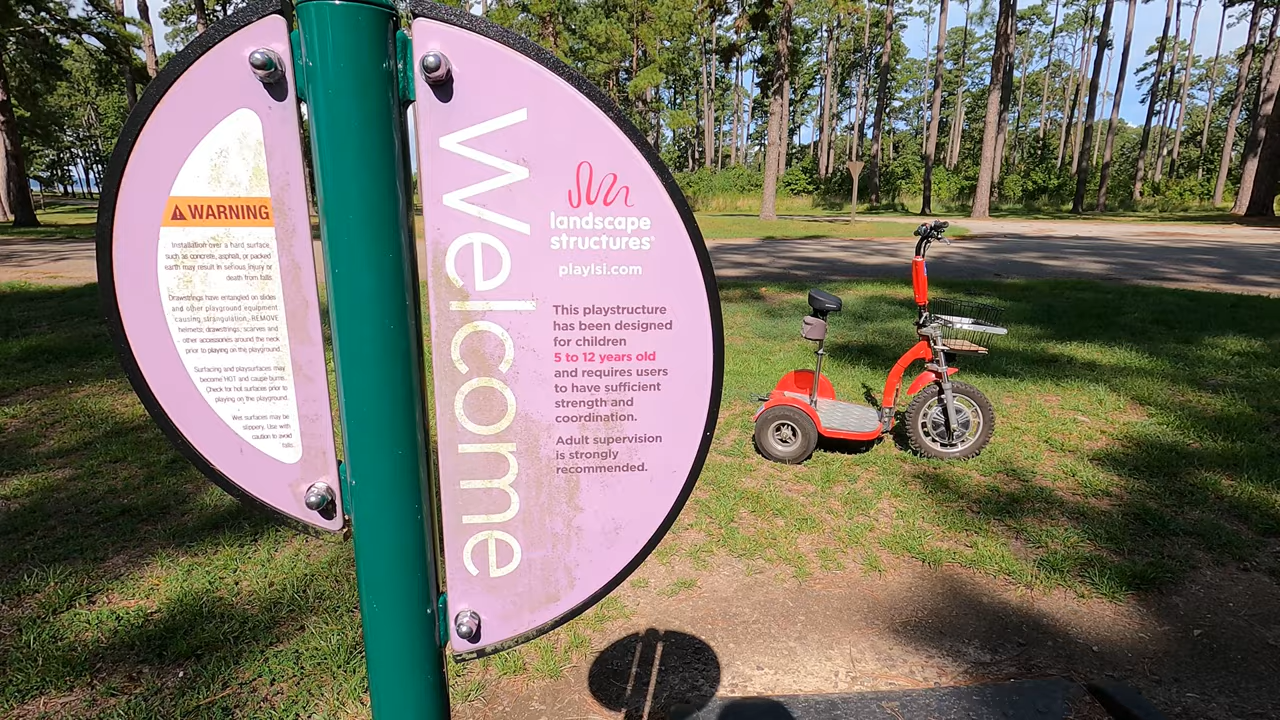 WARNING
Installation over a hard surface
such as concrete, asphalt, or packed
earth may result in serious injury or
death from falls.
Drawstrings have entangled on slides
and other playground equipment
causing strangulation. REMOVE
helmets, drawstrings, scarves and
other accessories around the neck
prior to playing on the playground.
Surfacing and playsurfaces may
become HOT and cause burns.
Check for hot surfaces prior to
playing on the playground.
Wet surfaces may be
slippery. Use with
caution to avoid
falls.
Welcome
landscape
structures®
playlsi.com
This playstructure
has been designed
for children
5 to 12 years old
and requires users
to have sufficient
strength and
coordination.
Adult supervision
is strongly
recommended.